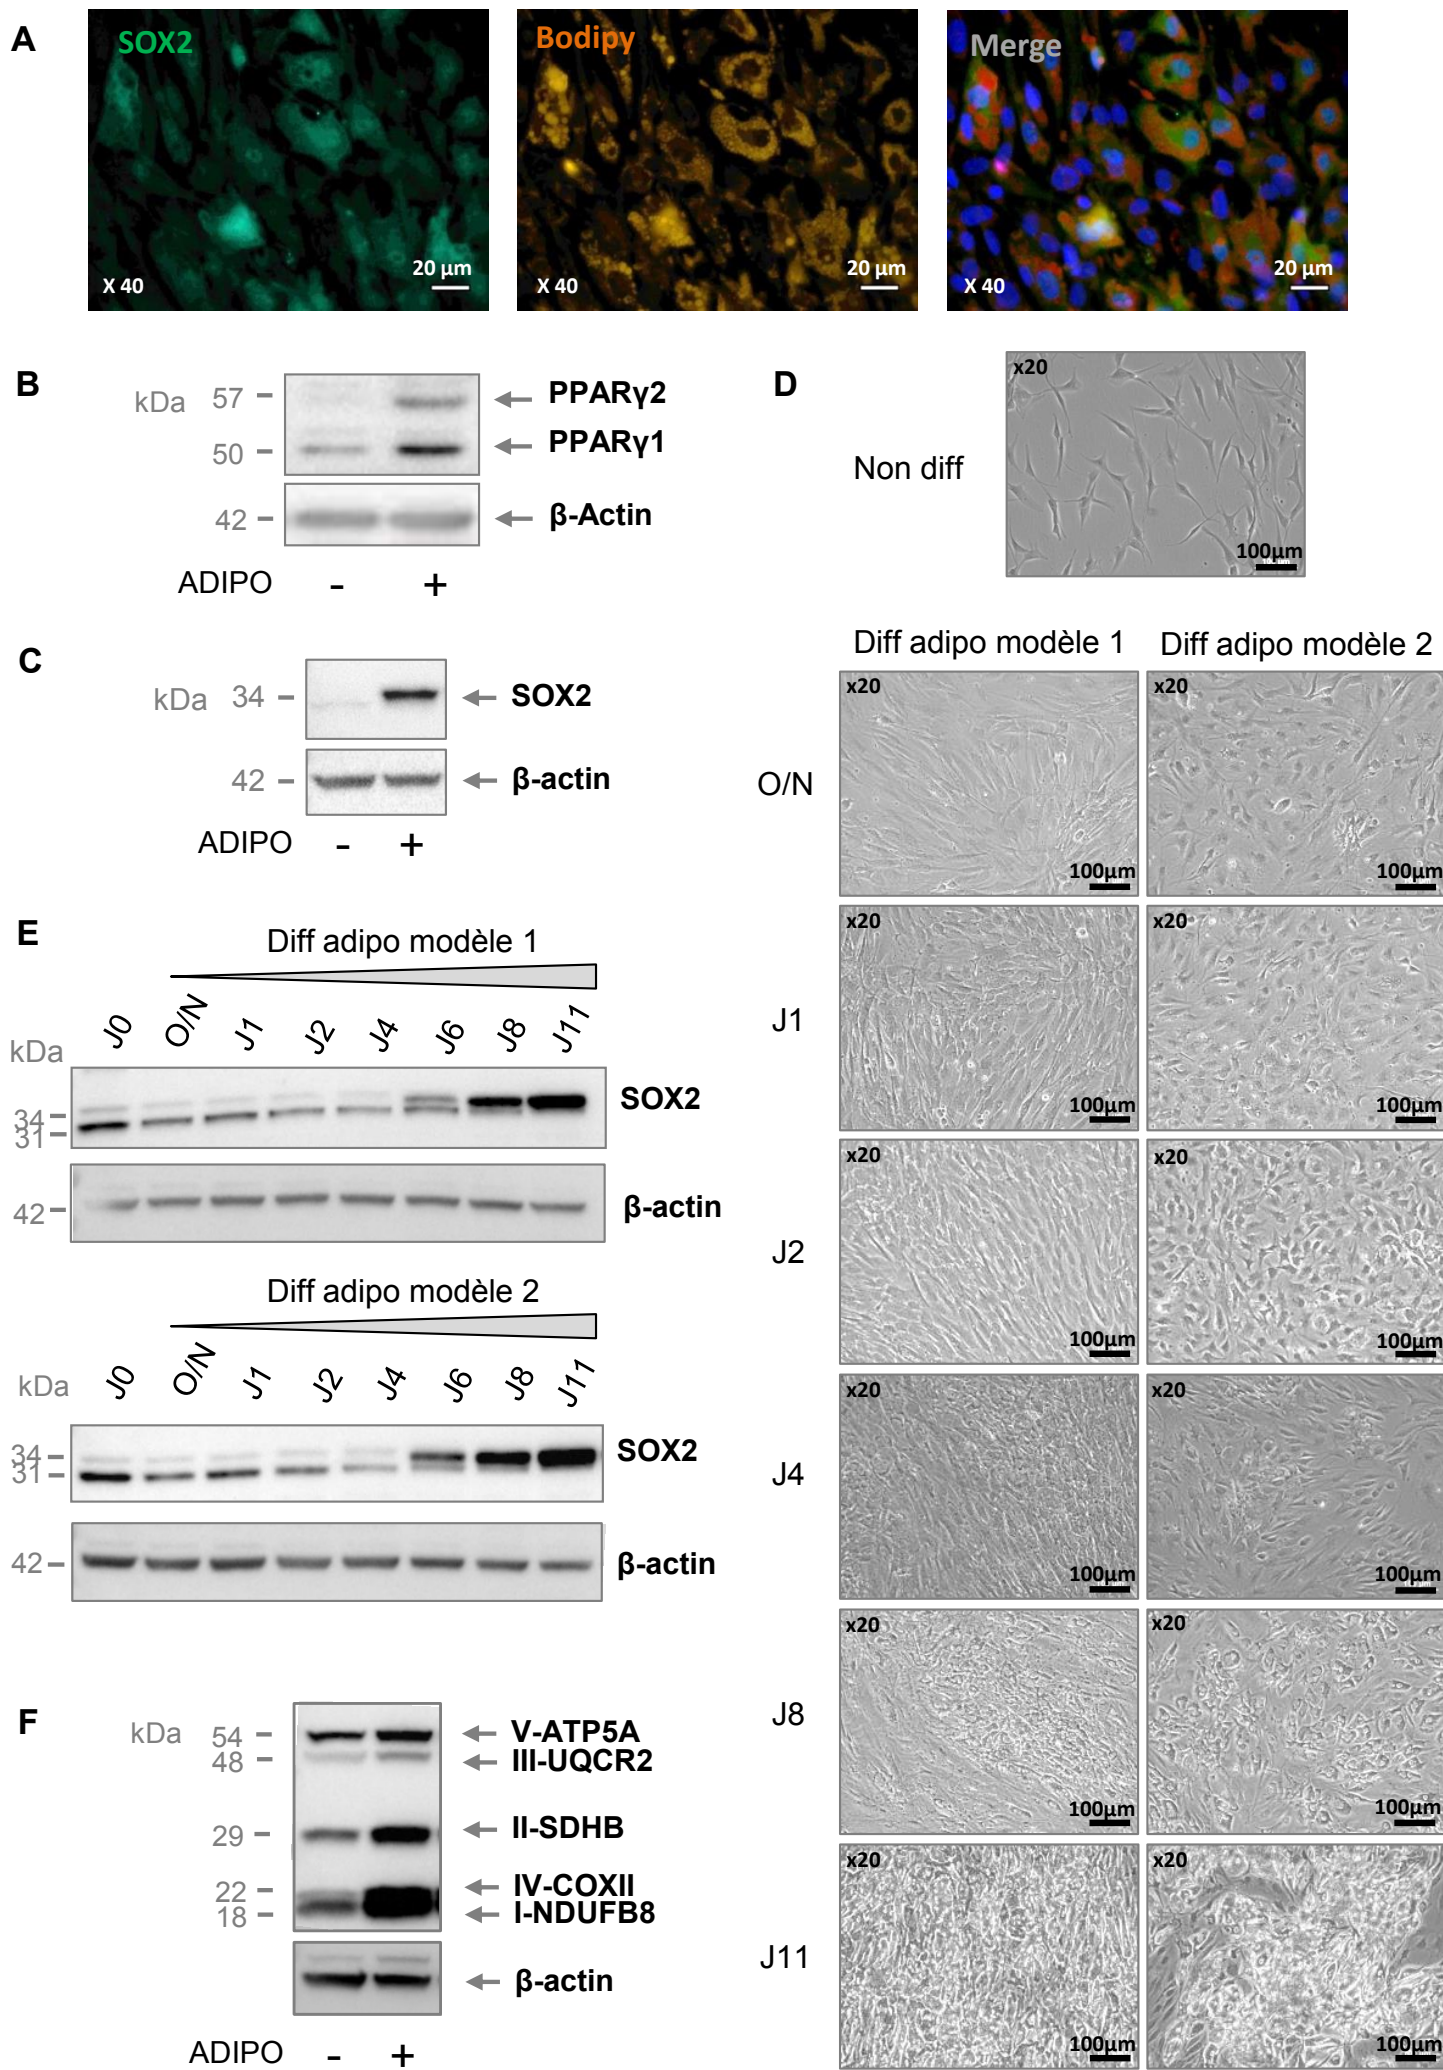 A
SOX2
X 40
20 µm
Bodipy
X 40
20 µm
Merge
X 40
20 µm
B
kDa
57
50
42
PPARγ2
PPARγ1
β-Actin
ADIPO - +
C
kDa
34
42
SOX2
β-actin
ADIPO - +
D
Non diff
x20
100µm
Diff adipo modèle 1
Diff adipo modèle 2
O/N
x20
100µm
x20
100µm
J1
x20
100µm
x20
100µm
J2
x20
100µm
x20
100µm
J4
x20
100µm
x20
100µm
J8
x20
100µm
x20
100µm
J11
x20
100µm
x20
100µm
E
Diff adipo modèle 1
J0 O/N J1 J2 J4 J6 J8 J11
kDa
34
31
SOX2
42
β-actin
Diff adipo modèle 2
J0 O/N J1 J2 J4 J6 J8 J11
kDa
34
31
SOX2
42
β-actin
F
kDa
54
48
29
22
18
V-ATP5A
III-UQCR2
II-SDHB
IV-COXII
I-NDUFB8
β-actin
ADIPO - +